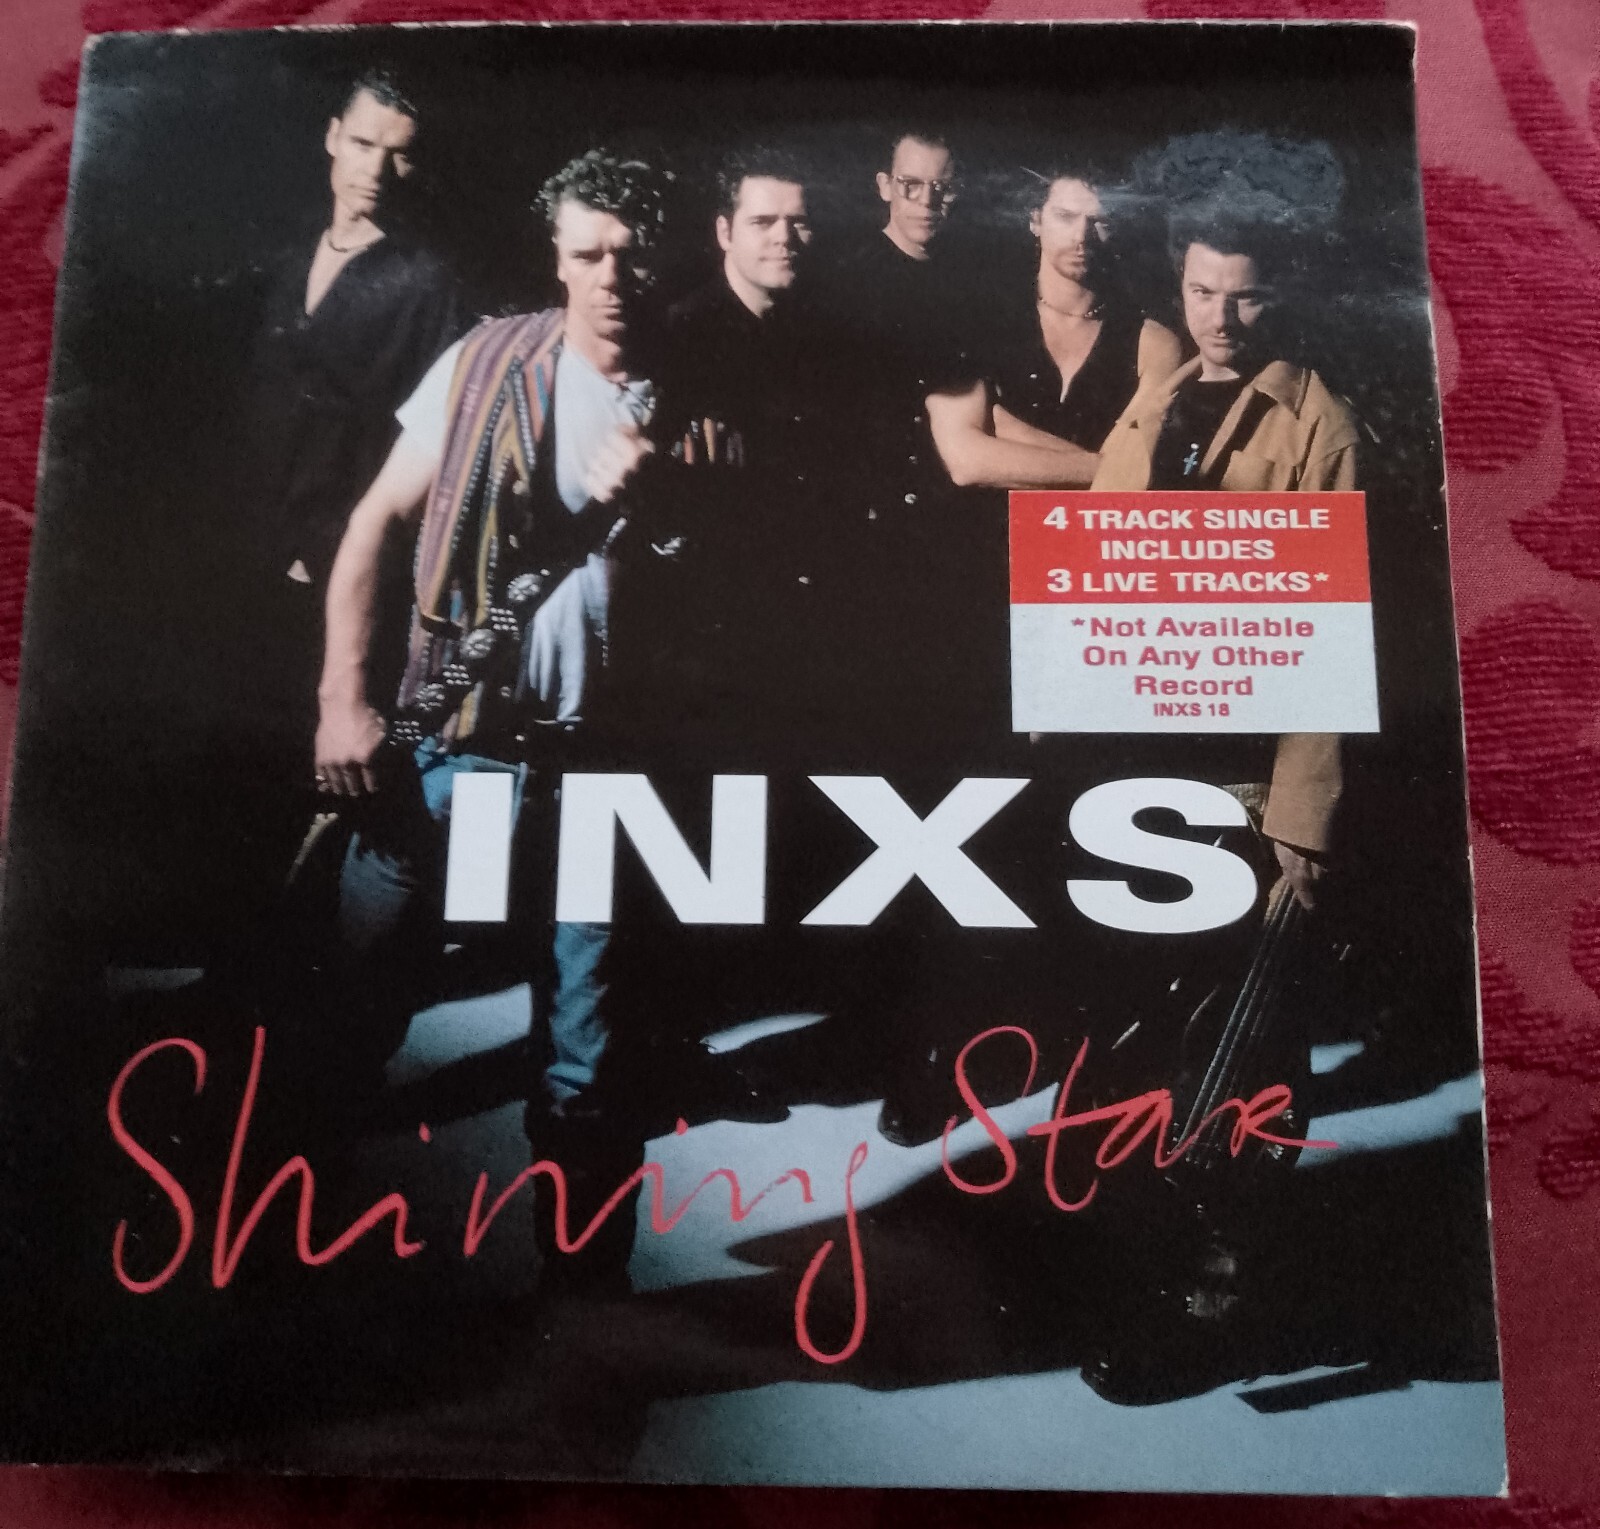 4 TRACK SINGLE
INCLUDES
3 LIVE TRACKS*
*Not Available
On Any Other
Record
INXS 18
INXS
Shining Star